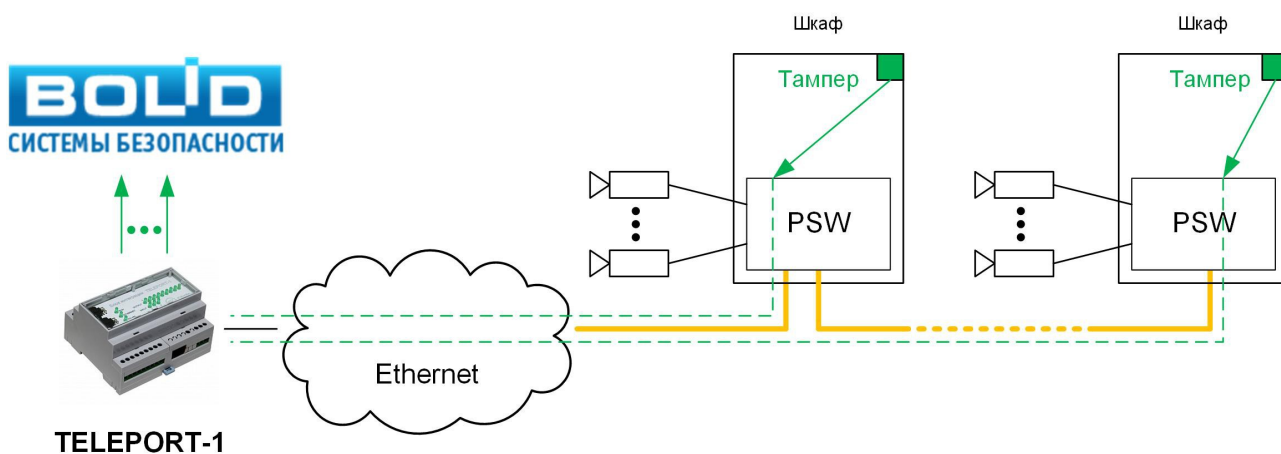 Шкаф
Шкаф
BOLID
СИСТЕМЫ БЕЗОПАСНОСТИ
Тампер
Тампер
PSW
PSW
Ethernet
TELEPORT-1